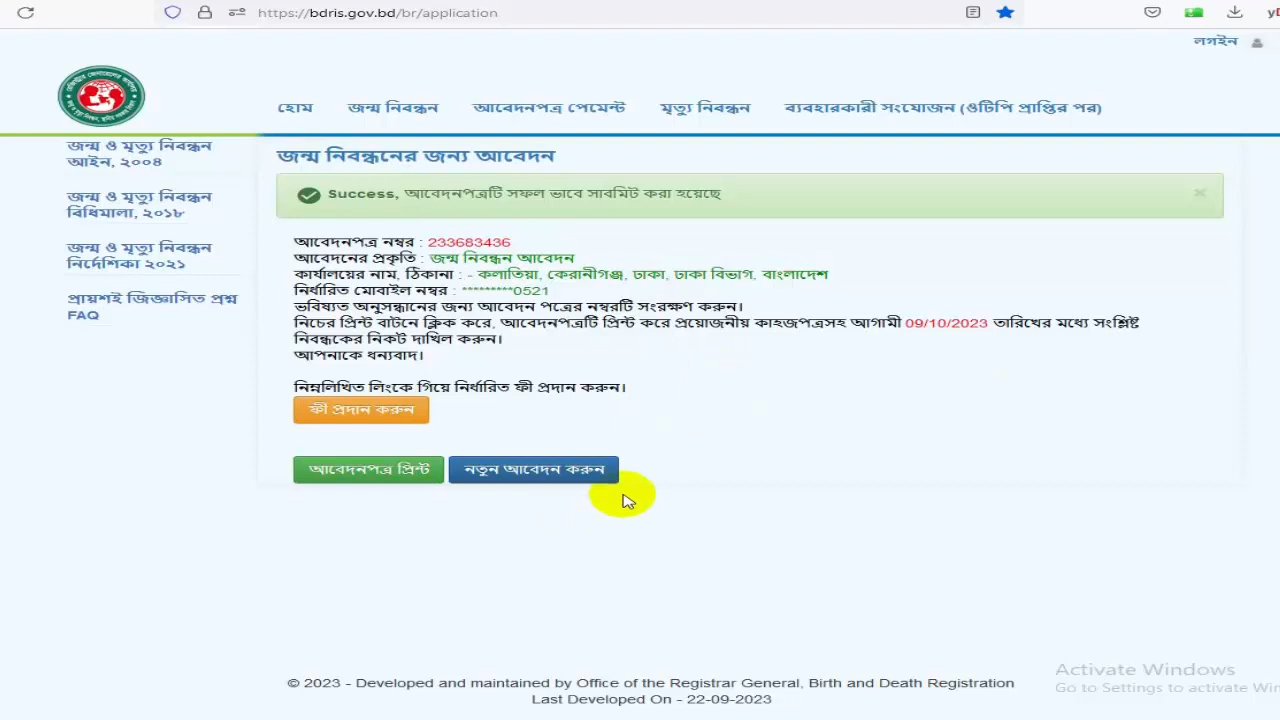 https://bdris.gov.bd/br/application
লগইন
হোম জন্ম নিবন্ধন আবেদনপত্র পেমেন্ট মৃত্যু নিবন্ধন ব্যবহারকারী সংযোজন (ওটিপি প্রাপ্তির পর)
জন্ম ও মৃত্যু নিবন্ধন
আইন, ২০০৪
জন্ম ও মৃত্যু নিবন্ধন
বিধিমালা, ২০১৮
জন্ম ও মৃত্যু নিবন্ধন
নির্দেশিকা ২০২১
প্রায়শই জিজ্ঞাসিত প্রশ্ন
FAQ
জন্ম নিবন্ধনের জন্য আবেদন
Success, আবেদনপত্রটি সফল ভাবে সাবমিট করা হয়েছে ×
আবেদনপত্র নম্বর : 233683436
আবেদনের প্রকৃতি : জন্ম নিবন্ধন আবেদন
কার্যালয়ের নাম, ঠিকানা : - কলাতিয়া, কেরানীগঞ্জ, ঢাকা, ঢাকা বিভাগ, বাংলাদেশ
নির্ধারিত মোবাইল নম্বর : *********0521
ভবিষ্যত অনুসন্ধানের জন্য আবেদন পত্রের নম্বরটি সংরক্ষণ করুন।
নিচের প্রিন্ট বাটনে ক্লিক করে, আবেদনপত্রটি প্রিন্ট করে প্রয়োজনীয় কাগজপত্রসহ আগামী 09/10/2023 তারিখের মধ্যে সংশ্লিষ্ট
নিবন্ধকের নিকট দাখিল করুন।
আপনাকে ধন্যবাদ।
নিম্নলিখিত লিংকে গিয়ে নির্ধারিত ফী প্রদান করুন।
ফী প্রদান করুন
আবেদনপত্র প্রিন্ট নতুন আবেদন করুন
© 2023 - Developed and maintained by Office of the Registrar General, Birth and Death Registration
Last Developed On - 22-09-2023
Activate Windows
Go to Settings to activate Win